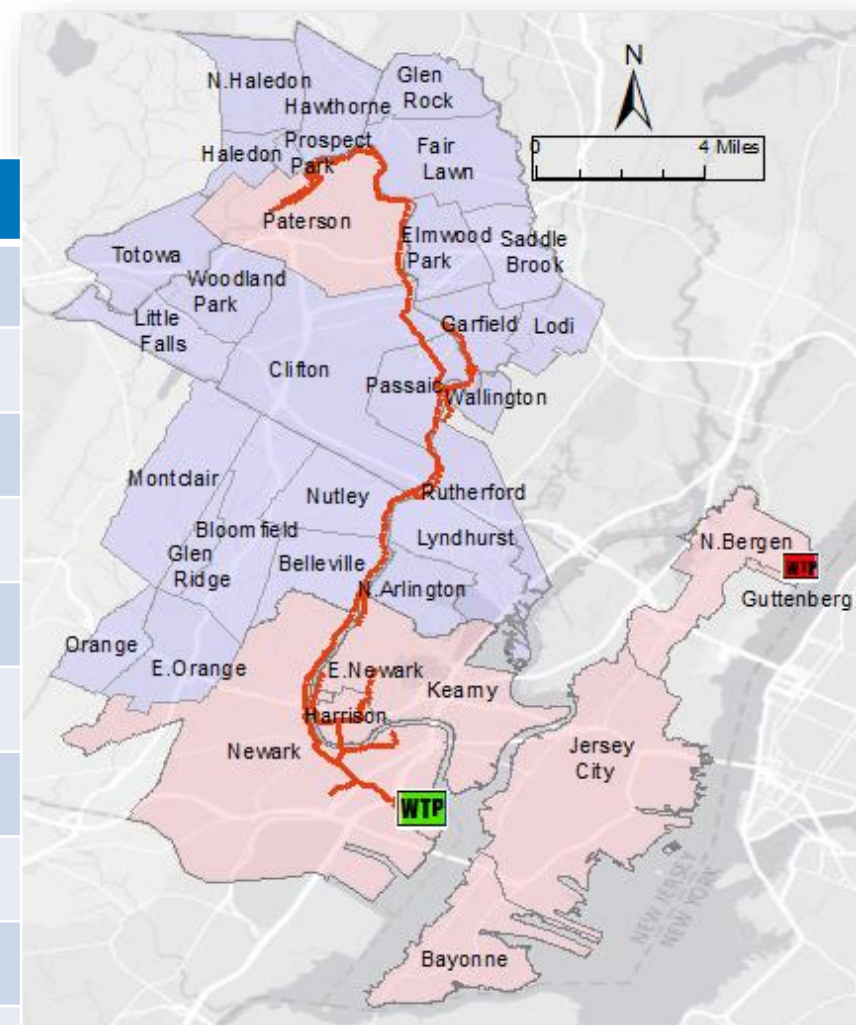 N
0 4 Miles
N.Haledon
Glen
Rock
Hawthorne
Prospect
Park
Haledon
Fair
Lawn
Paterson
Elmwood
Park
Saddle
Brook
Totowa
Woodland
Park
Little
Falls
Garfield
Lodi
Clifton
Passaic
Wallington
Montclair
Nutley
Rutherford
Bloomfield
Lyndhurst
Glen
Ridge
Belleville
N.Arlington
N.Bergen
WTP
Guttenberg
Orange
E.Orange
E.Newark
Kearny
Harrison
Newark
Jersey
City
WTP
NEW JERSEY
NEW YORK
Bayonne